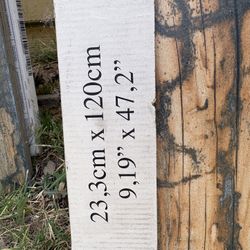 23,3cm x 120cm
9,19” x 47,2”